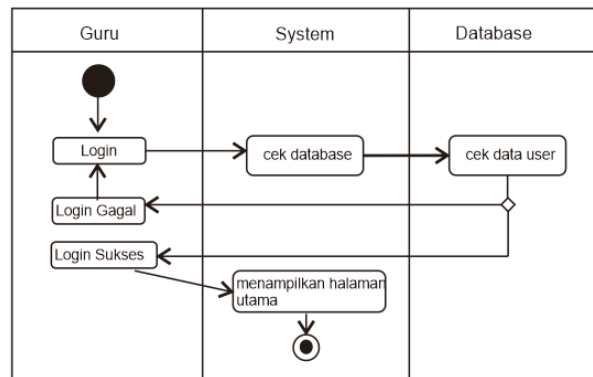 Guru
System
Database
Login
cek database
cek data user
Login Gagal
Login Sukses
menampilkan halaman
utama